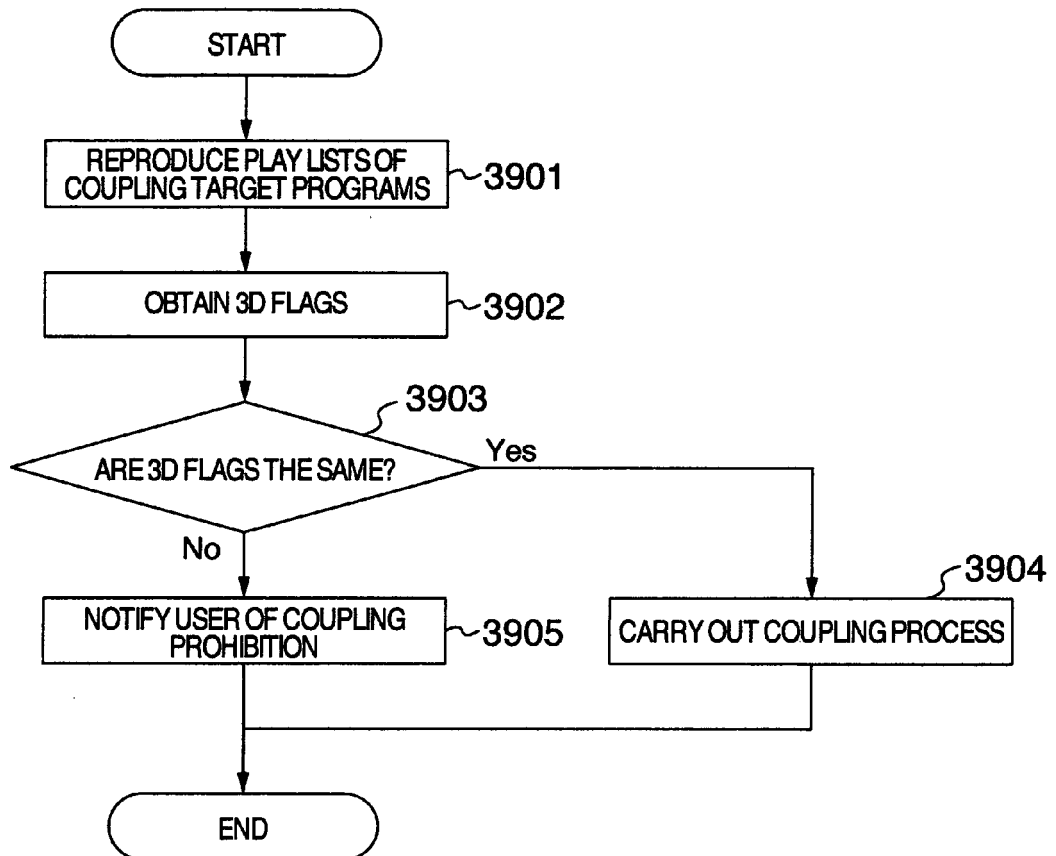 START
REPRODUCE PLAY LISTS OF
COUPLING TARGET PROGRAMS
3901
OBTAIN 3D FLAGS
3902
3903
ARE 3D FLAGS THE SAME?
Yes
No
3904
NOTIFY USER OF COUPLING
PROHIBITION
3905
CARRY OUT COUPLING PROCESS
END